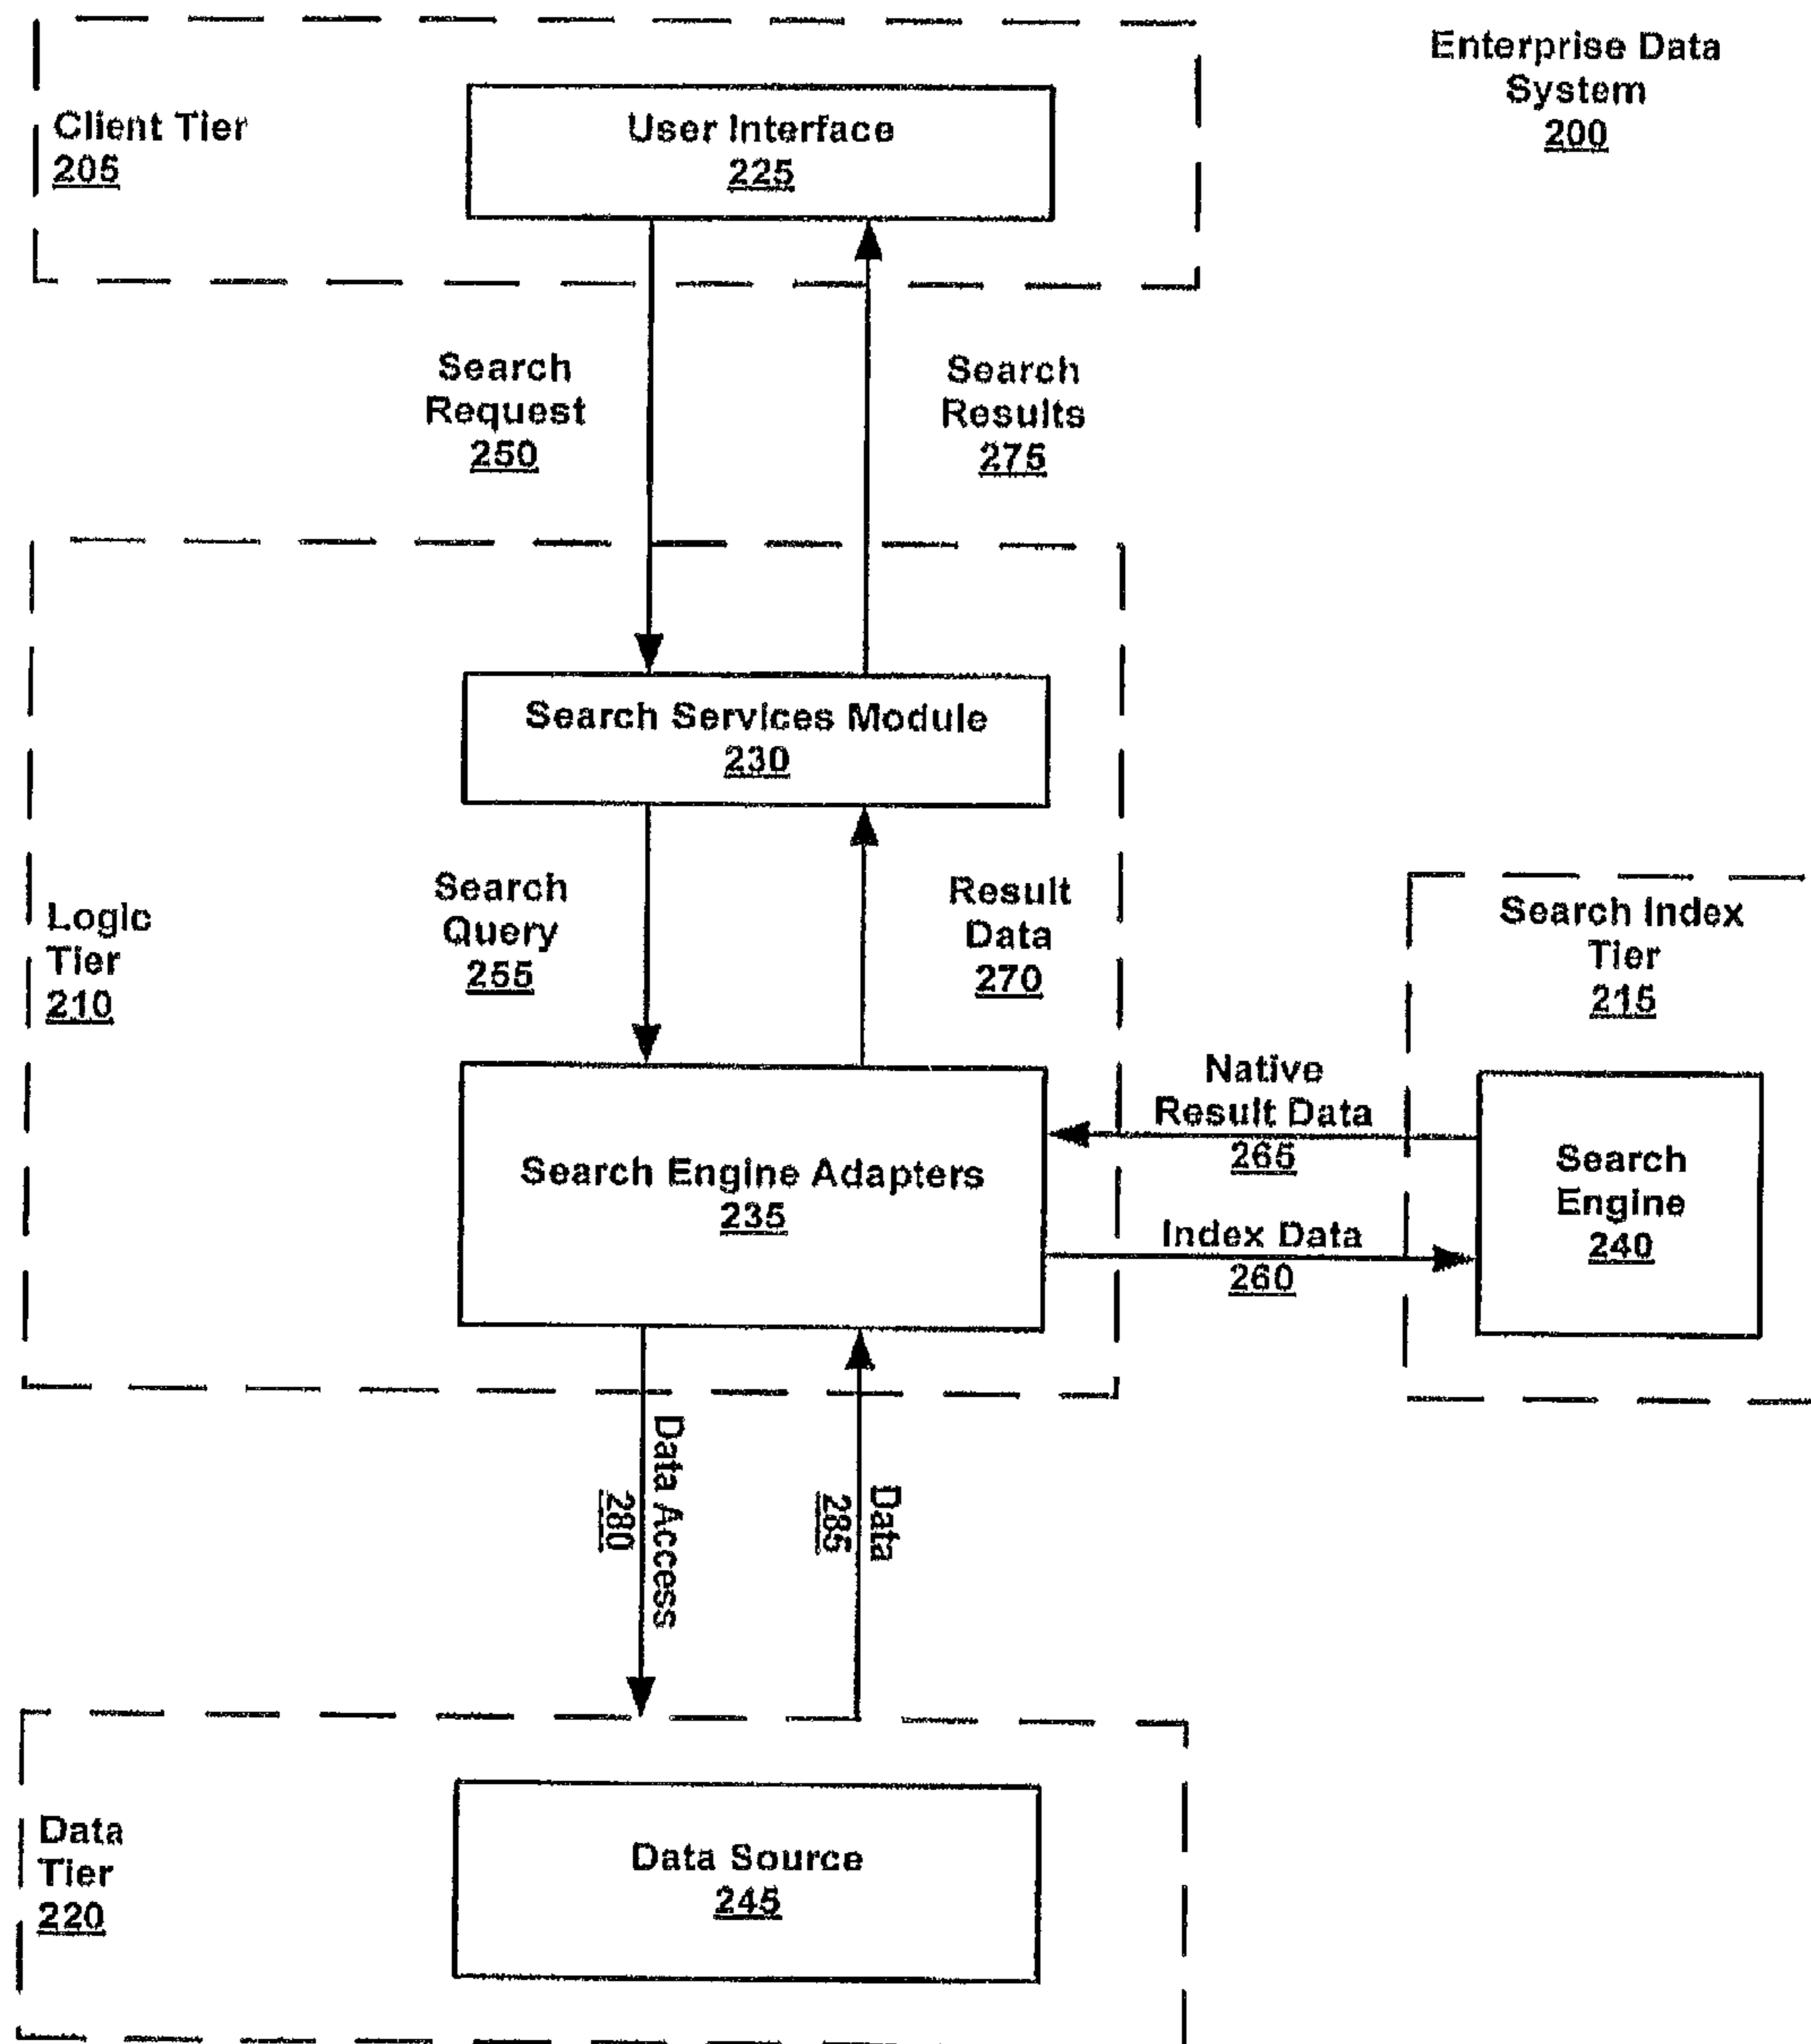 Enterprise Data
System
200
Client Tier
205
User Interface
225
Search
Request
250
Search
Results
275
Search Services Module
230
Logic
Tier
210
Search
Query
255
Result
Data
270
Search Index
Tier
215
Native
Result Data
265
Search Engine Adapters
235
Search
Engine
240
Index Data
260
Data Access
280
Data
285
Data
Tier
220
Data Source
245